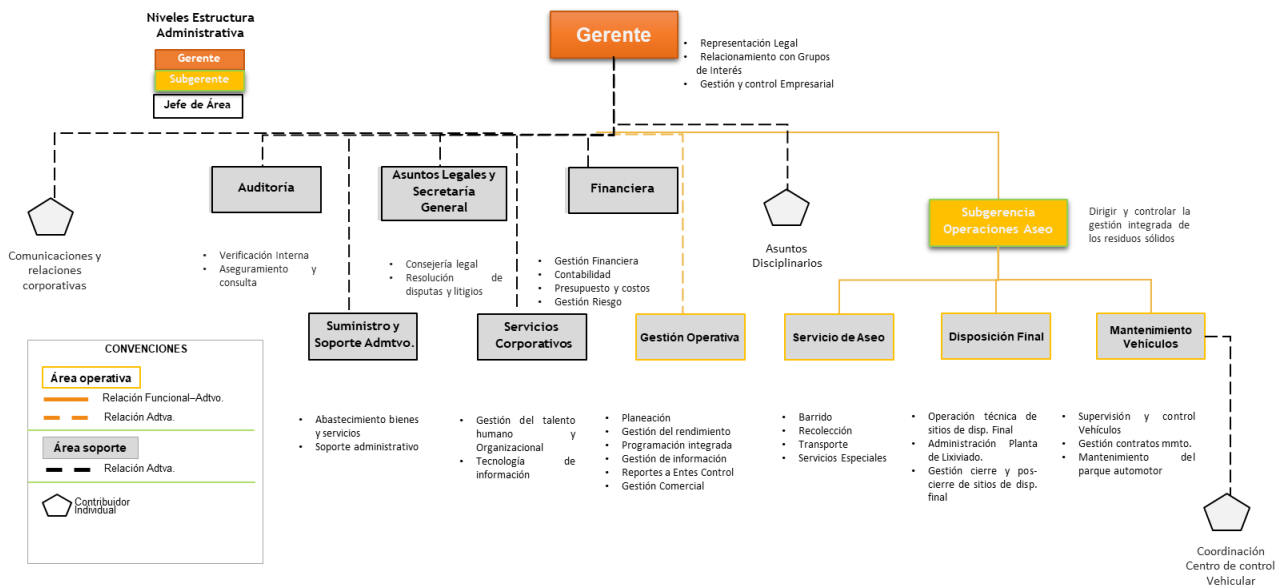 Niveles Estructura
Administrativa
Gerente
Subgerente
Jefe de Área
Gerente
• Representación Legal
• Relacionamiento con Grupos
de Interés
• Gestión y control Empresarial
Auditoría
Asuntos Legales y
Secretaría
General
Financiera
Comunicaciones y
relaciones
corporativas
• Verificación Interna
• Aseguramiento y
consulta
• Consejería legal
• Resolución de
disputas y litigios
• Gestión Financiera
• Contabilidad
• Presupuesto y costos
• Gestión Riesgo
Asuntos
Disciplinarios
Subgerencia
Operaciones Aseo
Dirigir y controlar la
gestión integrada de
los residuos sólidos
Suministro y
Soporte Admtvo.
Servicios
Corporativos
Gestión Operativa
Servicio de Aseo
Disposición Final
Mantenimiento
Vehículos
• Abastecimiento bienes
y servicios
• Soporte administrativo
• Gestión del talento
humano y
Organizacional
• Tecnología de
información
• Planeación
• Gestión del rendimiento
• Programación integrada
• Gestión de información
• Reportes a Entes Control
• Gestión Comercial
• Barrido
• Recolección
• Transporte
• Servicios Especiales
• Operación técnica de
sitios de disp. Final
• Administración Planta
de Lixiviado.
• Gestión cierre y pos-
cierre de sitios de disp.
final
• Supervisión y control
Vehículos
• Gestión contratos mmto.
• Mantenimiento del
parque automotor
Coordinación
Centro de control
Vehicular
CONVENCIONES
Área operativa
Relación Funcional–Adtvo.
Relación Adtva.
Área soporte
Relación Adtva.
Contribuidor
Individual